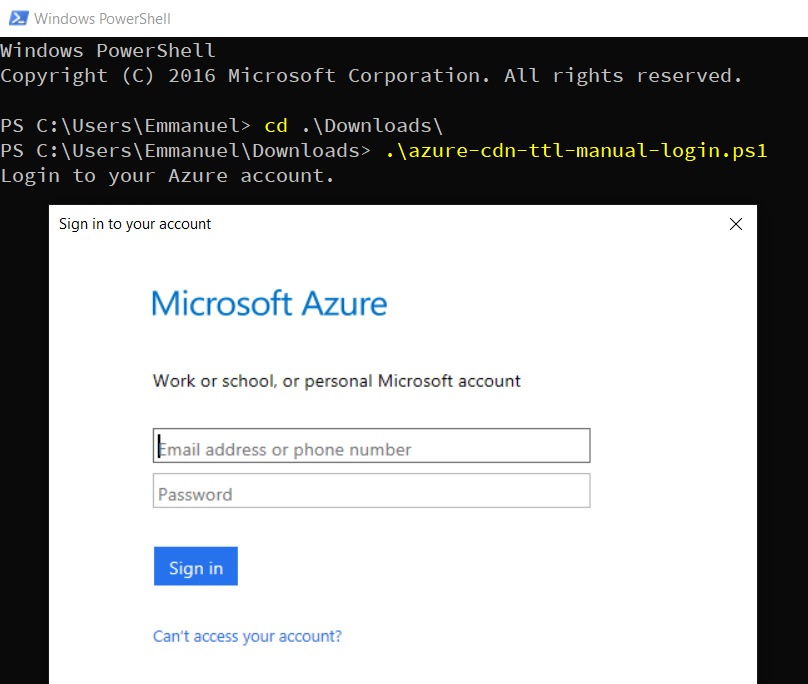 Windows PowerShell
Windows PowerShell
Copyright (C) 2016 Microsoft Corporation. All rights reserved.
PS C:\Users\Emmanuel> cd .\Downloads\
PS C:\Users\Emmanuel\Downloads> .\azure-cdn-ttl-manual-login.ps1
Login to your Azure account.
Sign in to your account
Microsoft Azure
Work or school, or personal Microsoft account
Email address or phone number
Password
Sign in
Can't access your account?